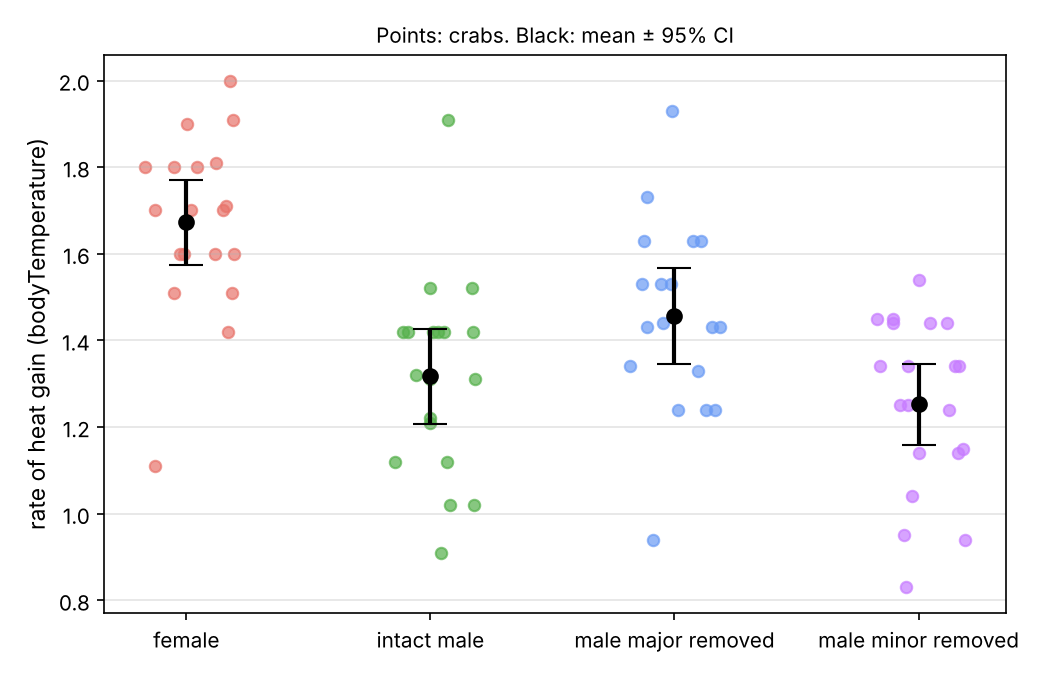 Points: crabs. Black: mean ± 95% CI
rate of heat gain (bodyTemperature)
2.0
1.8
1.6
1.4
1.2
1.0
0.8
female
intact male
male major removed
male minor removed